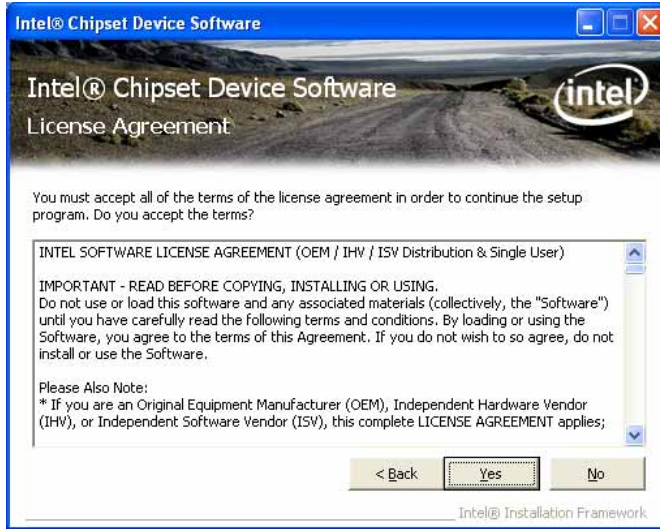 Intel® Chipset Device Software
Intel® Chipset Device Software
License Agreement
intel
You must accept all of the terms of the license agreement in order to continue the setup
program. Do you accept the terms?
INTEL SOFTWARE LICENSE AGREEMENT (OEM / IHV / ISV Distribution & Single User)
IMPORTANT - READ BEFORE COPYING, INSTALLING OR USING.
Do not use or load this software and any associated materials (collectively, the "Software")
until you have carefully read the following terms and conditions. By loading or using the
Software, you agree to the terms of this Agreement. If you do not wish to so agree, do not
install or use the Software.
Please Also Note:
* If you are an Original Equipment Manufacturer (OEM), Independent Hardware Vendor
(IHV), or Independent Software Vendor (ISV), this complete LICENSE AGREEMENT applies;
< Back Yes No
Intel® Installation Framework